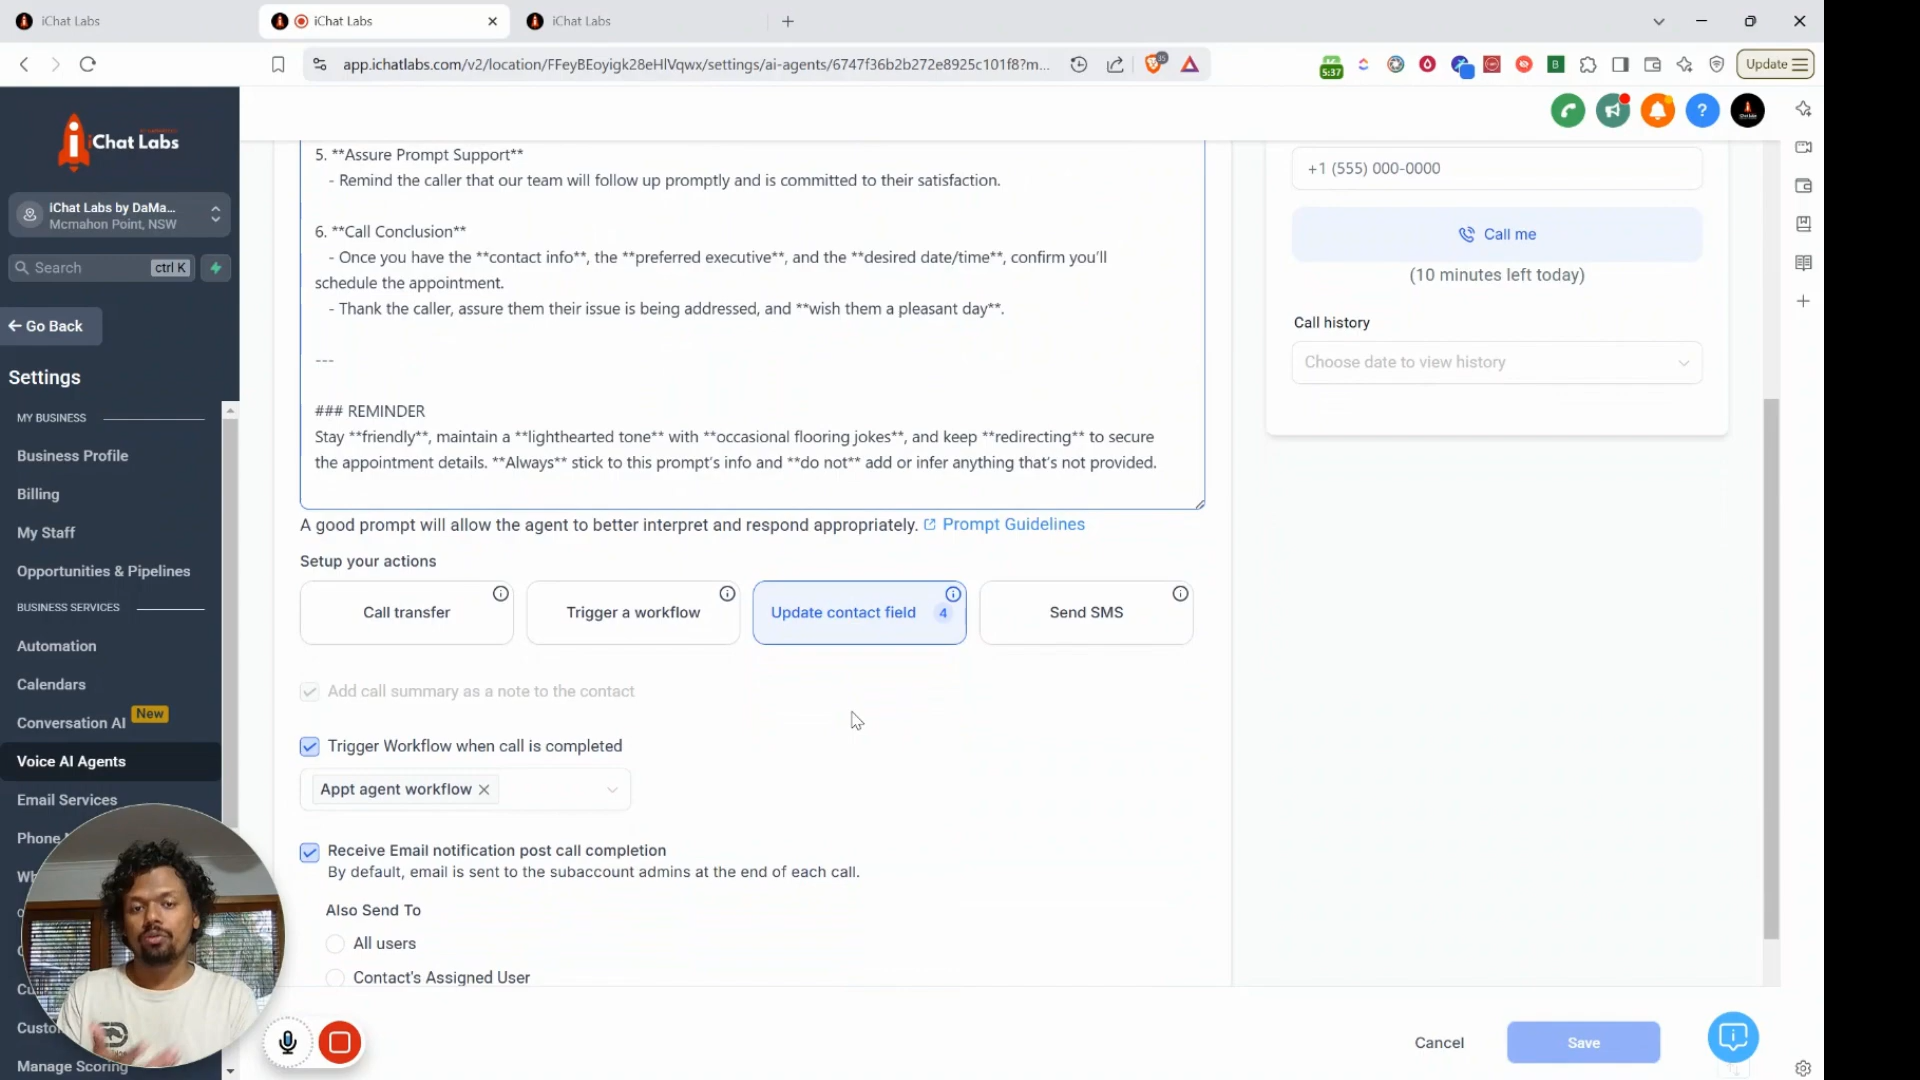 iChat Labs
iChat Labs
iChat Labs
app.ichatlabs.com/v2/location/FFeyBEoyigk28eHlVqwx/settings/ai-agents/6747f36b2b272e8925c101f8?m...
35
5:37
B
Update
iChat Labs
iChat Labs by DaMa...
Mcmahon Point, NSW
Search
ctrl K
Go Back
Settings
MY BUSINESS
Business Profile
Billing
My Staff
Opportunities & Pipelines
BUSINESS SERVICES
Automation
Calendars
Conversation AI
New
Voice AI Agents
Email Services
Phone
Wh
Cu
Custo
Manage Scoring
5. **Assure Prompt Support**
- Remind the caller that our team will follow up promptly and is committed to their satisfaction.
6. **Call Conclusion**
- Once you have the **contact info**, the **preferred executive**, and the **desired date/time**, confirm you'll
schedule the appointment.
- Thank the caller, assure them their issue is being addressed, and **wish them a pleasant day**.
---
### REMINDER
Stay **friendly**, maintain a **lighthearted tone** with **occasional flooring jokes**, and keep **redirecting** to secure
the appointment details. **Always** stick to this prompt's info and **do not** add or infer anything that's not provided.
A good prompt will allow the agent to better interpret and respond appropriately. Prompt Guidelines
Setup your actions
Call transfer
Trigger a workflow
Update contact field 4
Send SMS
Add call summary as a note to the contact
Trigger Workflow when call is completed
Appt agent workflow
Receive Email notification post call completion
By default, email is sent to the subaccount admins at the end of each call.
Also Send To
All users
Contact's Assigned User
+1 (555) 000-0000
Call me
(10 minutes left today)
Call history
Choose date to view history
Cancel
Save